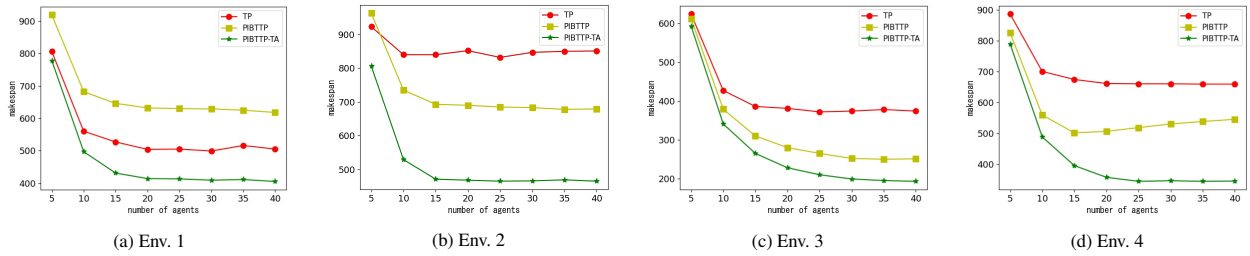 TP
PIBTTP
PIBTTP-TA
900
800
700
600
500
400
makespan
5 10 15 20 25 30 35 40
number of agents
(a) Env. 1
TP
PIBTTP
PIBTTP-TA
900
800
700
600
500
makespan
5 10 15 20 25 30 35 40
number of agents
(b) Env. 2
TP
PIBTTP
PIBTTP-TA
600
500
400
300
200
makespan
5 10 15 20 25 30 35 40
number of agents
(c) Env. 3
TP
PIBTTP
PIBTTP-TA
900
800
700
600
500
400
makespan
5 10 15 20 25 30 35 40
number of agents
(d) Env. 4